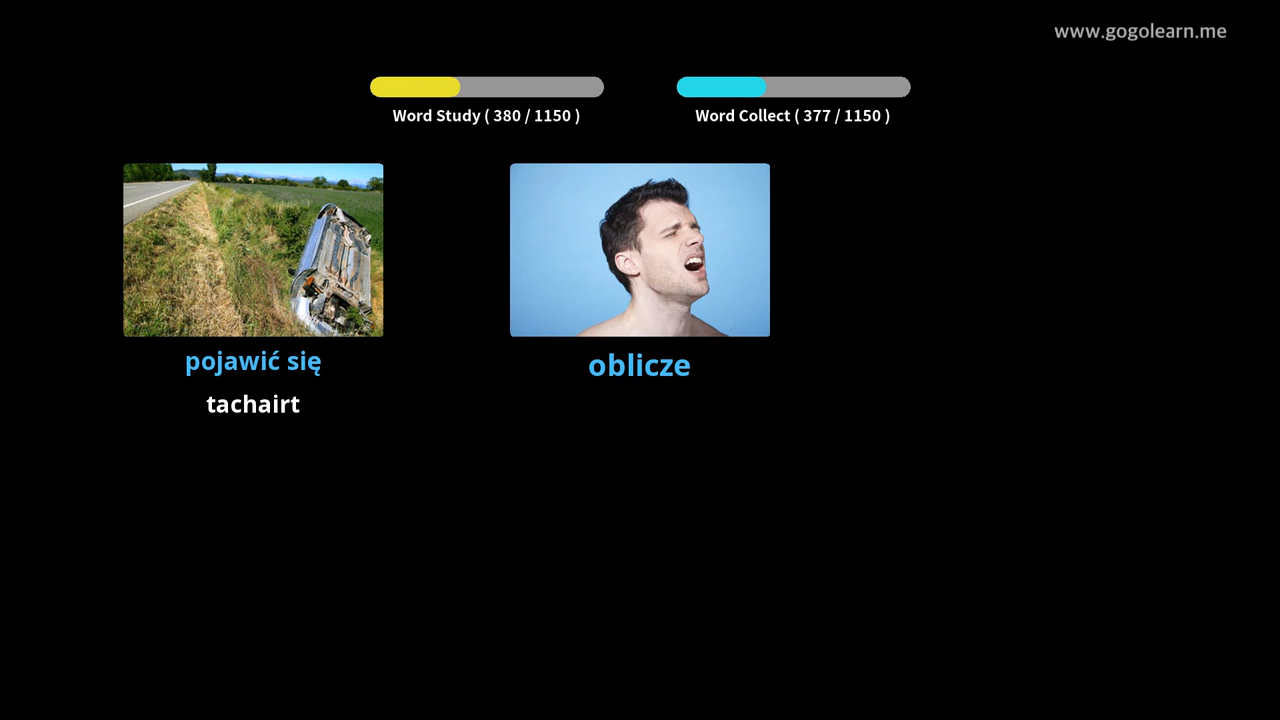 www.gogolearn.me
Word Study ( 380 / 1150 )
Word Collect ( 377 / 1150 )
pojawić się
tachairt
oblicze